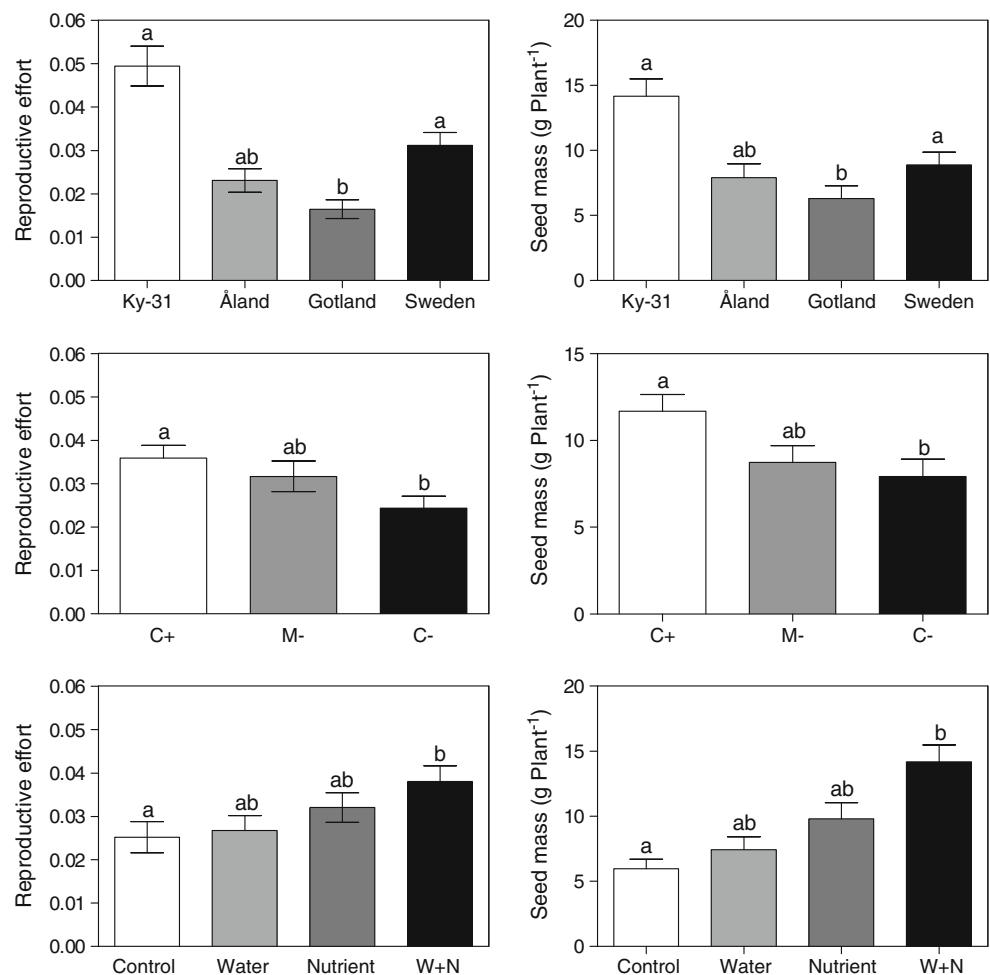 Reproductive effort
0.06
0.05
0.04
0.03
0.02
0.01
0.00
a
ab
b
a
Ky-31 Åland Gotland Sweden
Seed mass (g Plant⁻¹)
20
15
10
5
0
a
ab
b
a
Ky-31 Åland Gotland Sweden
Reproductive effort
0.06
0.05
0.04
0.03
0.02
0.01
0.00
a
ab
b
C+ M- C-
Seed mass (g Plant⁻¹)
15
10
5
0
a
ab
b
C+ M- C-
Reproductive effort
0.06
0.05
0.04
0.03
0.02
0.01
0.00
a
ab
ab
b
Control Water Nutrient W+N
Seed mass (g Plant⁻¹)
20
15
10
5
0
a
ab
ab
b
Control Water Nutrient W+N